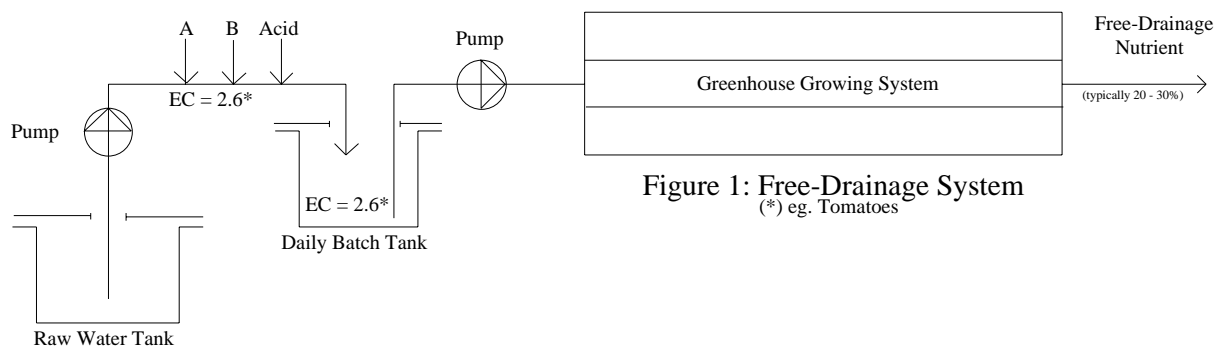 A
B
Acid
EC = 2.6*
Pump
Pump
Raw Water Tank
EC = 2.6*
Daily Batch Tank
Greenhouse Growing System
Free-Drainage
Nutrient
(typically 20 - 30%)
Figure 1: Free-Drainage System
(*) eg. Tomatoes